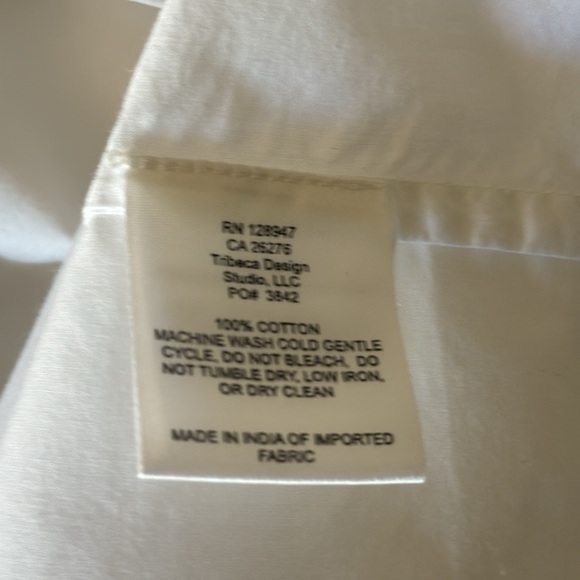 RN 128947
CA 26276
Tribeca Design
Studio, LLC
PO# 3842
100% COTTON
MACHINE WASH COLD GENTLE
CYCLE, DO NOT BLEACH, DO
NOT TUMBLE DRY, LOW IRON,
OR DRY CLEAN
MADE IN INDIA OF IMPORTED
FABRIC